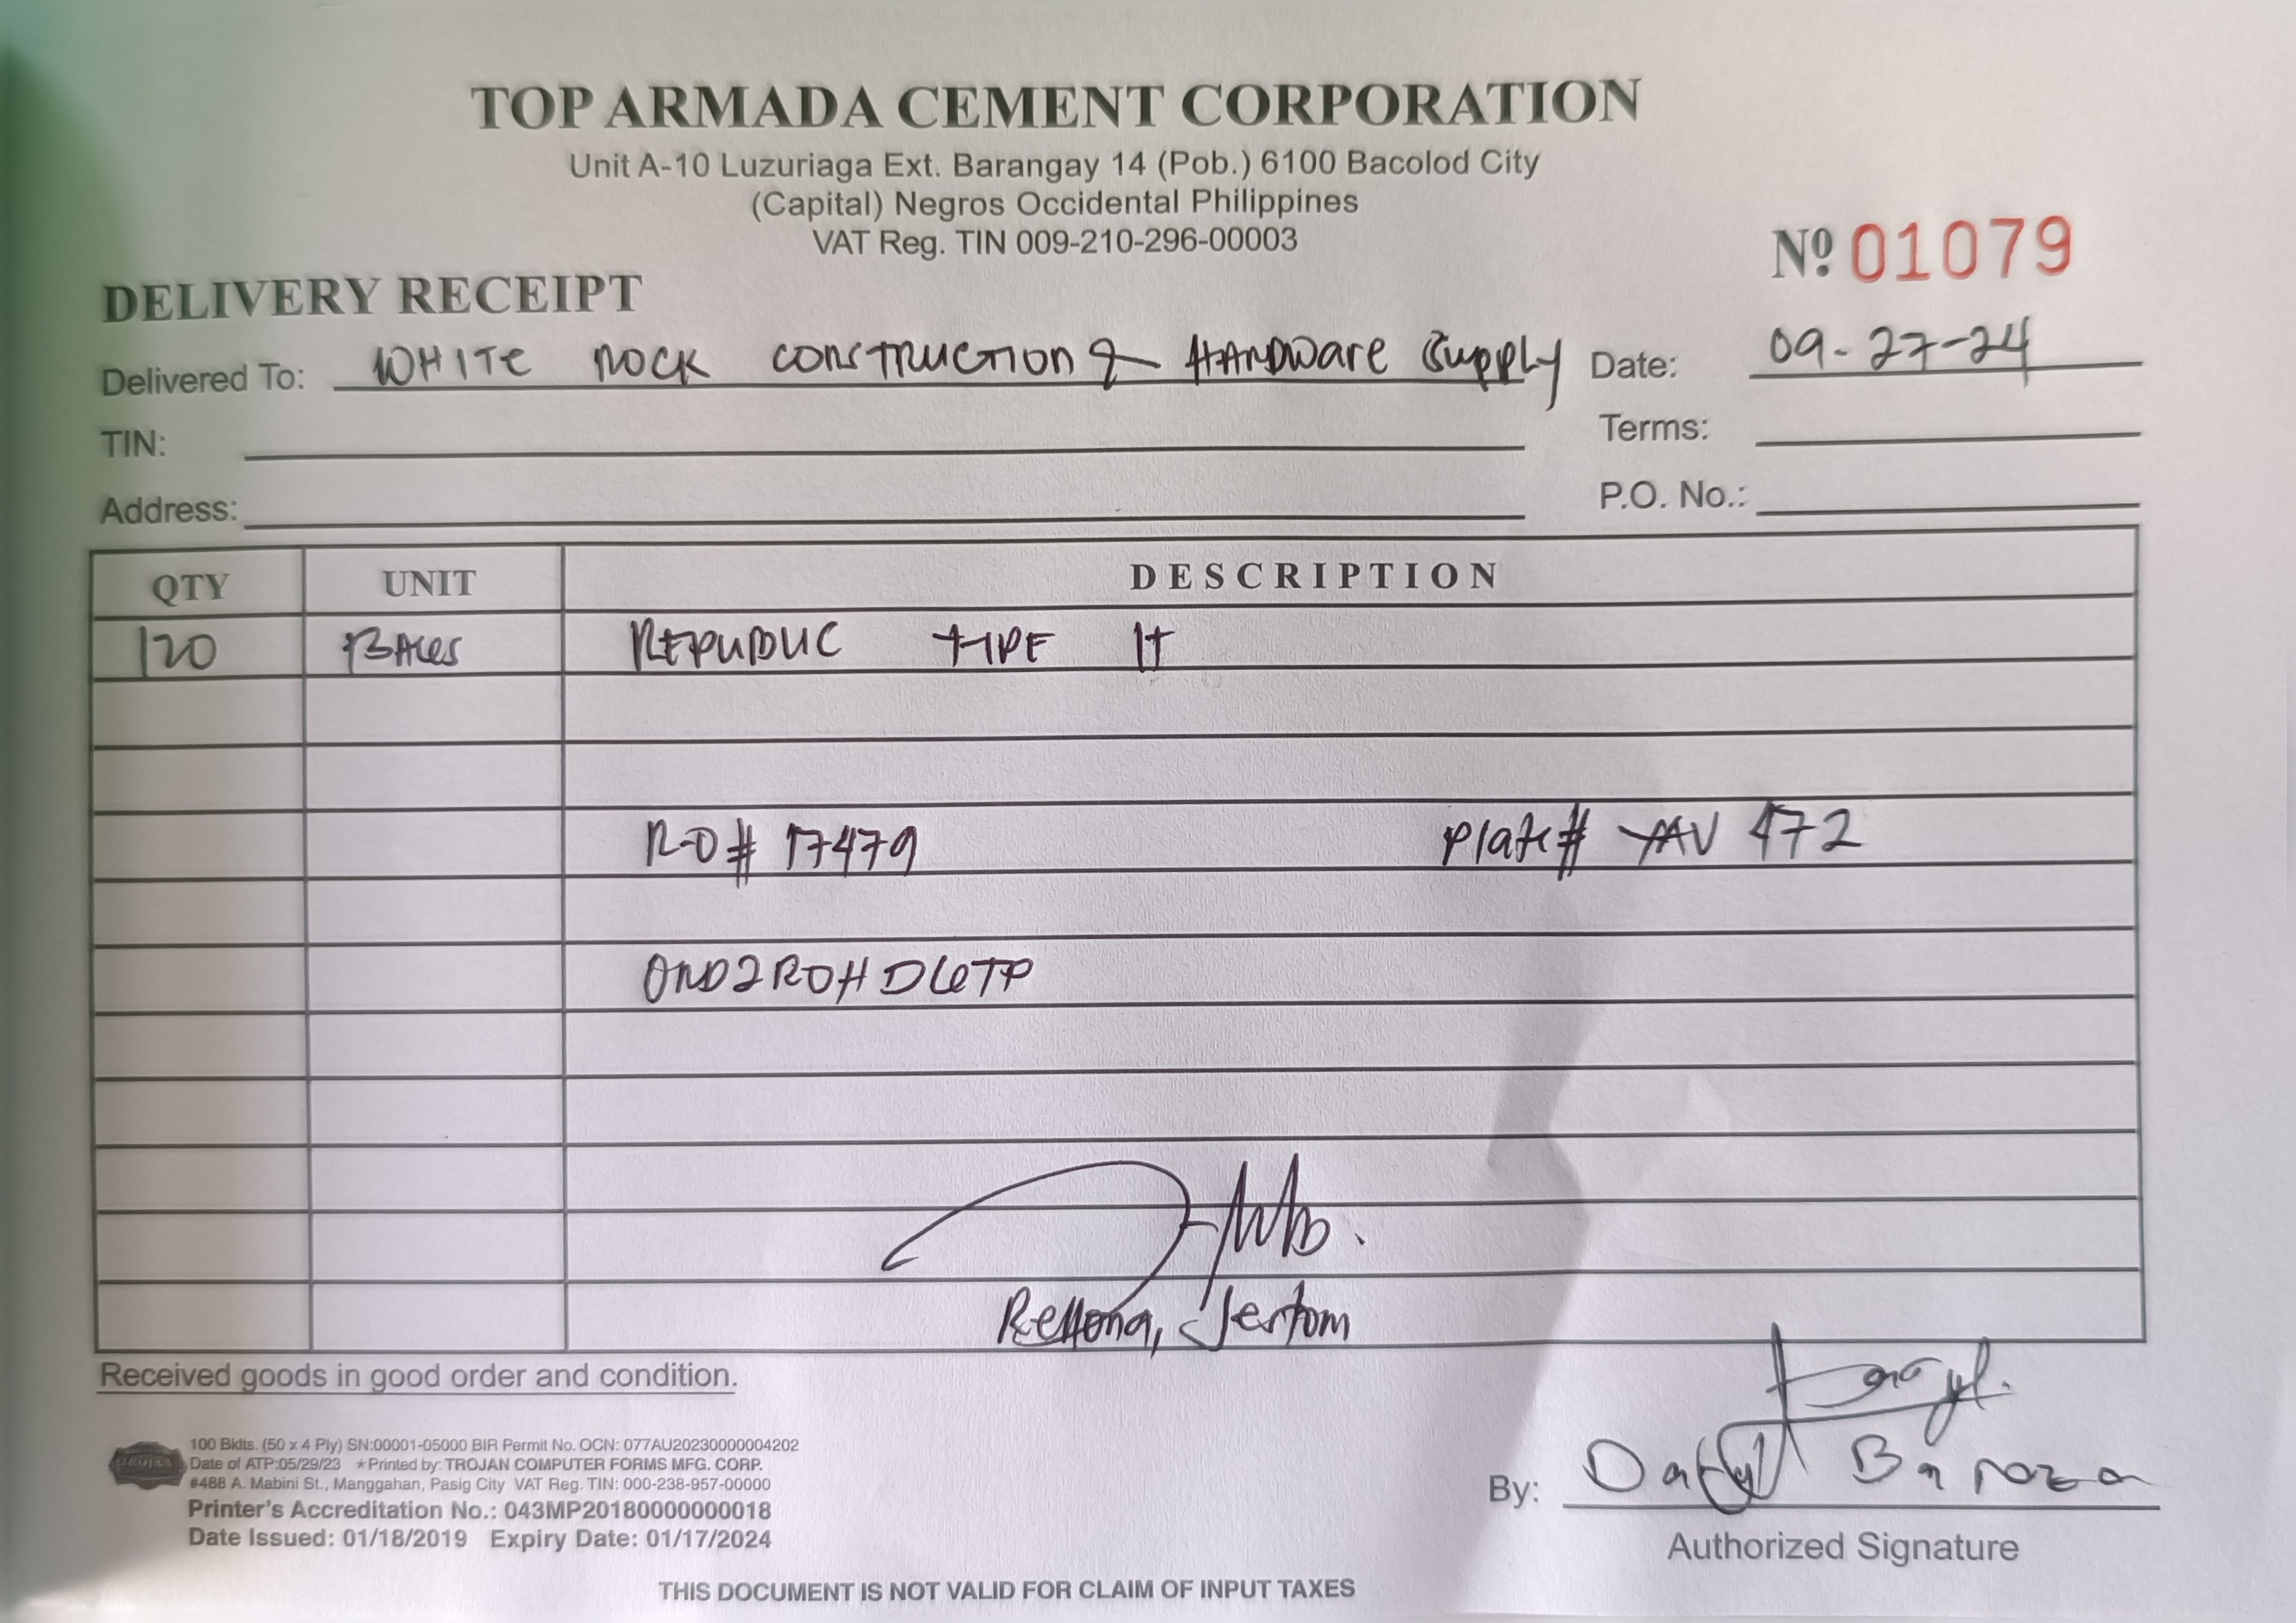 TOP ARMADA CEMENT CORPORATION
Unit A-10 Luzuriaga Ext. Barangay 14 (Pob.) 6100 Bacolod City
(Capital) Negros Occidental Philippines
VAT Reg. TIN 009-210-296-00003
Nº 01079
DELIVERY RECEIPT
Delivered To: WHITE ROCK CONSTRUCTION & HARDWARE Supply Date: 09-27-24
TIN: Terms:
Address: P.O. No.:
QTY UNIT DESCRIPTION
120 BAGS REPUBLIC TYPE 1T
R-O# 17479 Plate# YAV 472
Rellona, Jestom
Received goods in good order and condition.
100 Bklts. (50 x 4 Ply) SN:00001-05000 BIR Permit No. OCN: 077AU20230000004202
TROJAN Date of ATP:05/29/23 ★Printed by: TROJAN COMPUTER FORMS MFG. CORP.
#488 A. Mabini St., Manggahan, Pasig City VAT Reg. TIN: 000-238-957-00000
Printer's Accreditation No.: 043MP20180000000018
Date Issued: 01/18/2019 Expiry Date: 01/17/2024
By: Daryl Baroza
Authorized Signature
THIS DOCUMENT IS NOT VALID FOR CLAIM OF INPUT TAXES